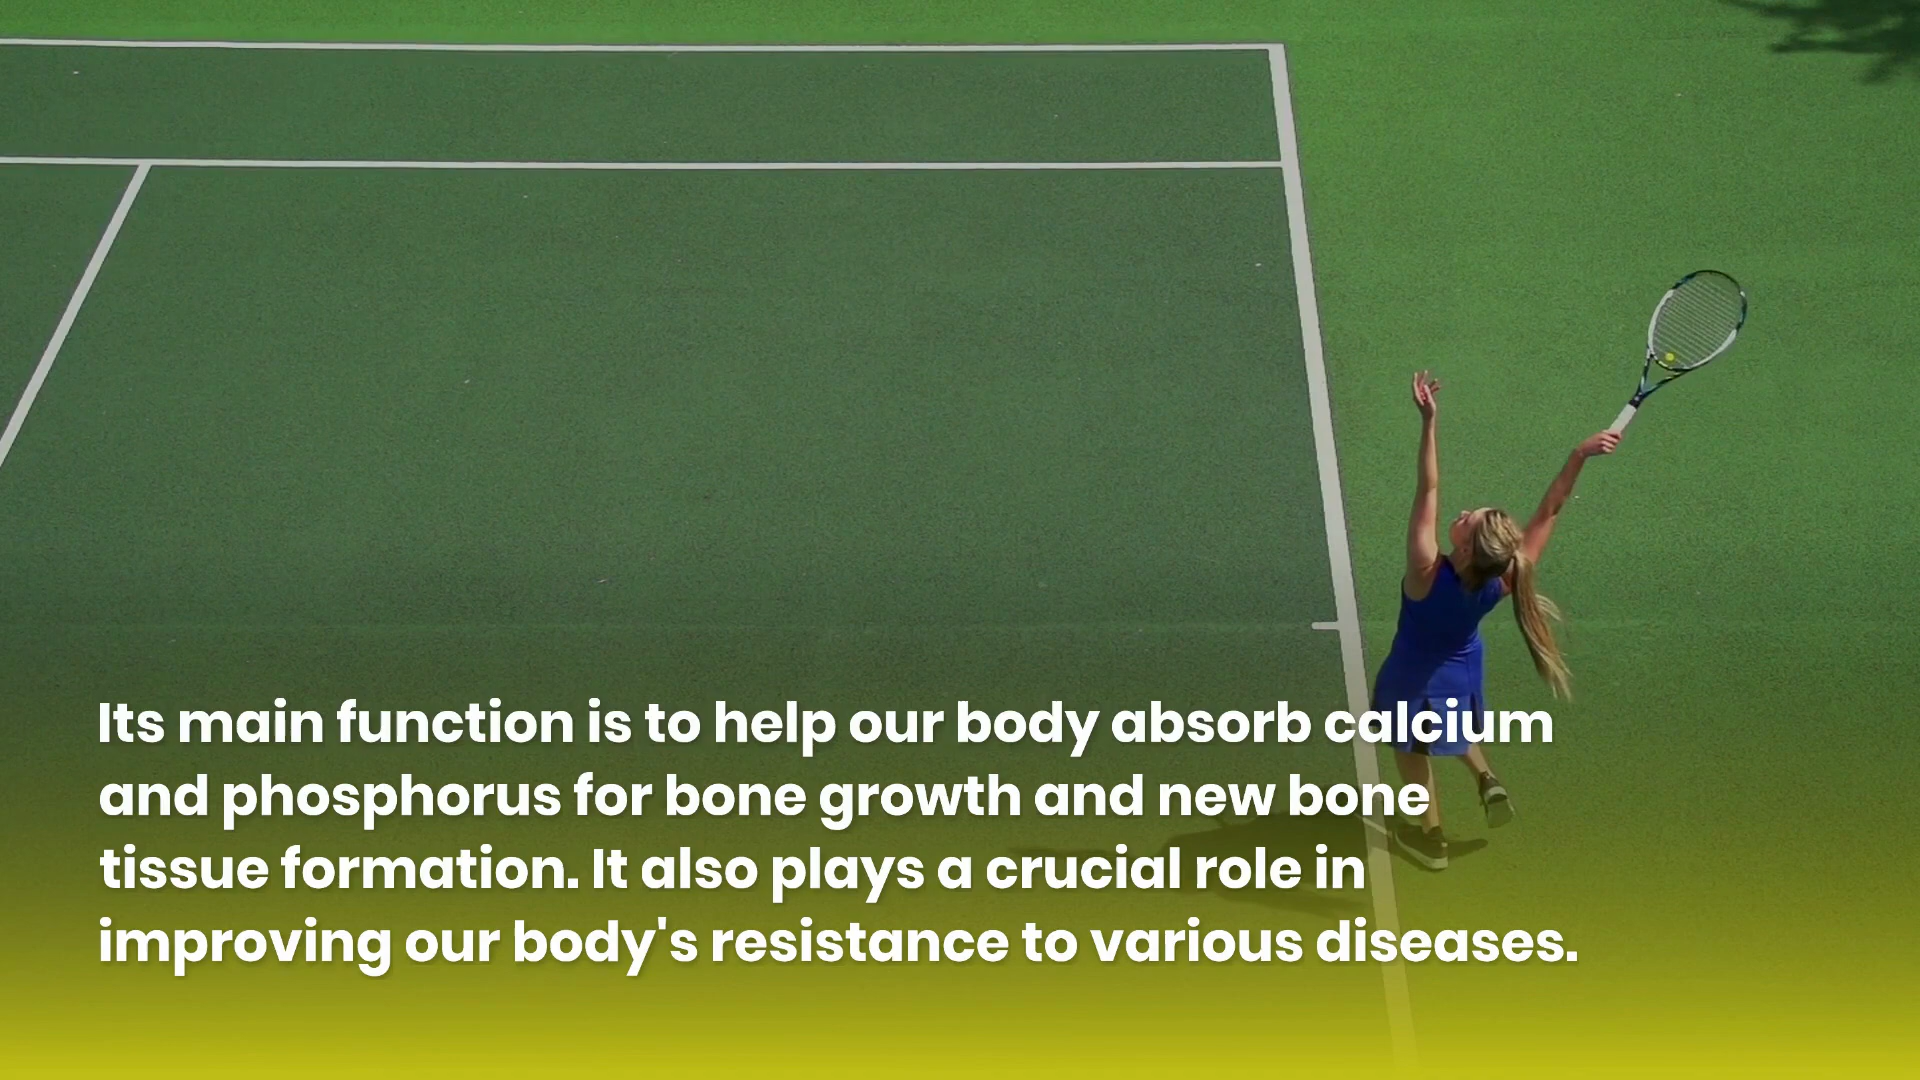 Its main function is to help our body absorb calcium
and phosphorus for bone growth and new bone
tissue formation. It also plays a crucial role in
improving our body's resistance to various diseases.